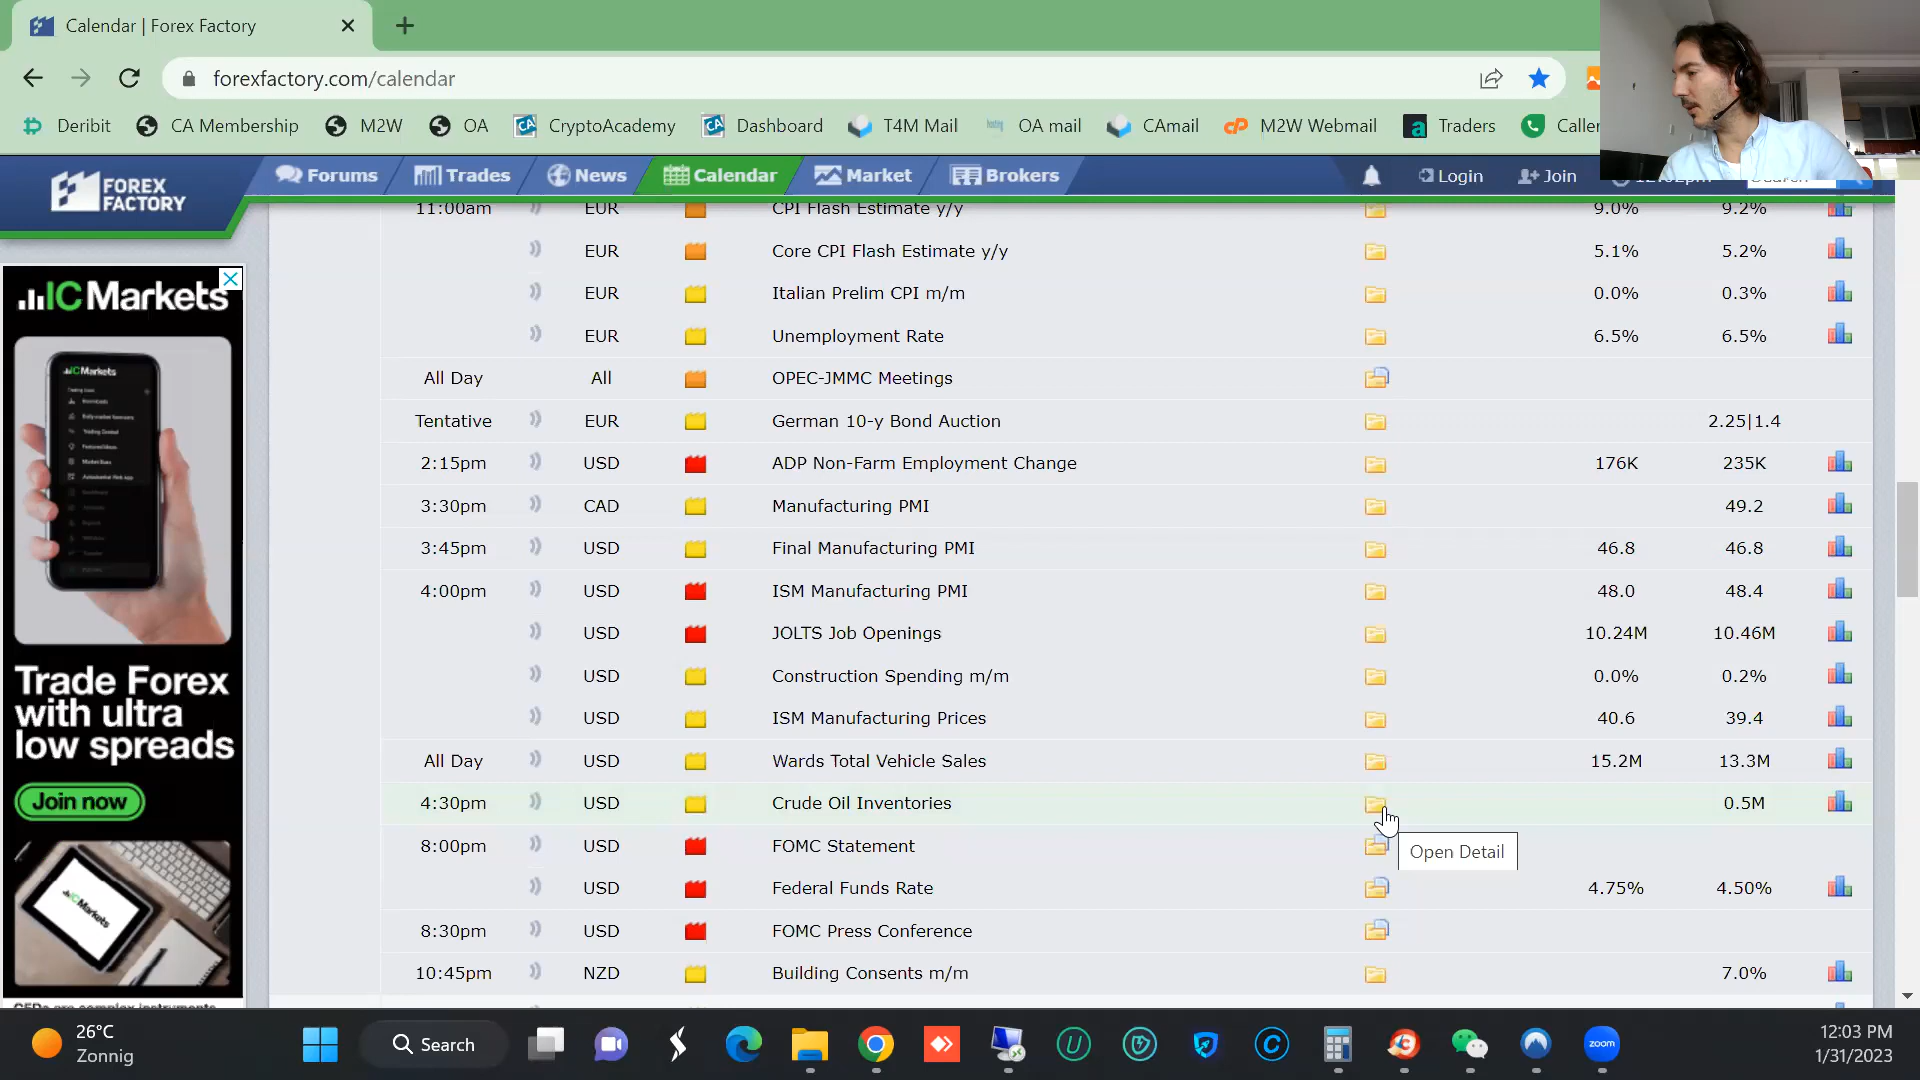 Calendar | Forex Factory
forexfactory.com/calendar
Deribit CA Membership M2W OA CryptoAcademy Dashboard T4M Mail OA mail CAmail M2W Webmail Traders Caller
FOREX FACTORY
Forums Trades News Calendar Market Brokers Login Join
11:00am EUR CPI Flash Estimate y/y 9.0% 9.2%
EUR Core CPI Flash Estimate y/y 5.1% 5.2%
EUR Italian Prelim CPI m/m 0.0% 0.3%
EUR Unemployment Rate 6.5% 6.5%
All Day All OPEC-JMMC Meetings
Tentative EUR German 10-y Bond Auction 2.25|1.4
2:15pm USD ADP Non-Farm Employment Change 176K 235K
3:30pm CAD Manufacturing PMI 49.2
3:45pm USD Final Manufacturing PMI 46.8 46.8
4:00pm USD ISM Manufacturing PMI 48.0 48.4
USD JOLTS Job Openings 10.24M 10.46M
USD Construction Spending m/m 0.0% 0.2%
USD ISM Manufacturing Prices 40.6 39.4
All Day USD Wards Total Vehicle Sales 15.2M 13.3M
4:30pm USD Crude Oil Inventories 0.5M
8:00pm USD FOMC Statement
Open Detail
USD Federal Funds Rate 4.75% 4.50%
8:30pm USD FOMC Press Conference
10:45pm NZD Building Consents m/m 7.0%
IC Markets
IC Markets
Trade Forex
with ultra
low spreads
Join now
IC Markets
26°C
Zonnig
Search
zoom
12:03 PM
1/31/2023